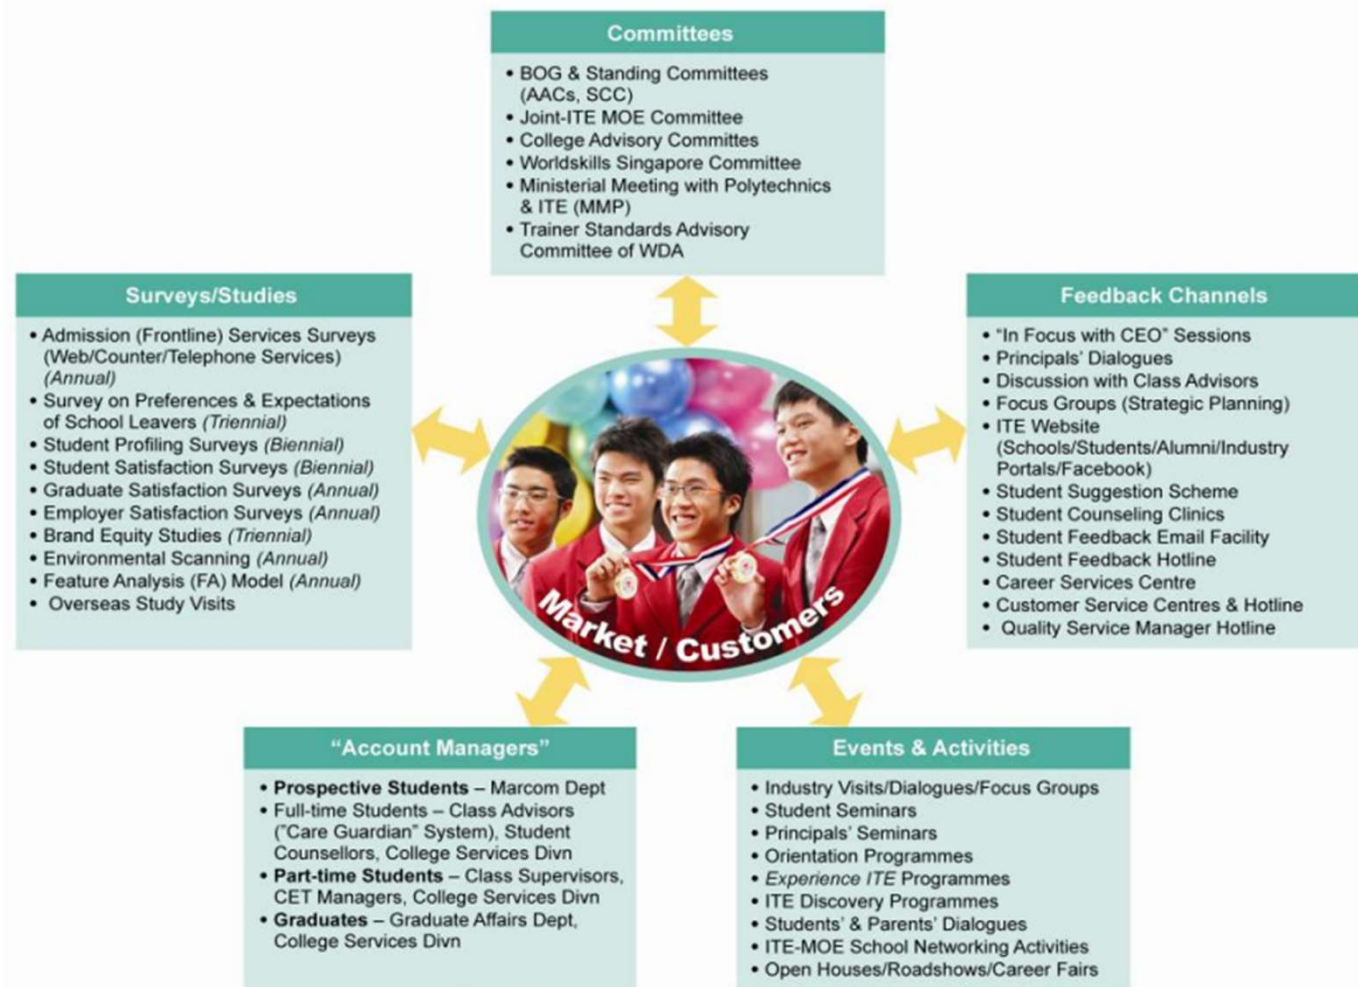 Committees
• BOG & Standing Committees
(AACs, SCC)
• Joint-ITE MOE Committee
• College Advisory Committes
• Worldskills Singapore Committee
• Ministerial Meeting with Polytechnics
& ITE (MMP)
• Trainer Standards Advisory
Committee of WDA
Surveys/Studies
• Admission (Frontline) Services Surveys
(Web/Counter/Telephone Services)
(Annual)
• Survey on Preferences & Expectations
of School Leavers (Triennial)
• Student Profiling Surveys (Biennial)
• Student Satisfaction Surveys (Biennial)
• Graduate Satisfaction Surveys (Annual)
• Employer Satisfaction Surveys (Annual)
• Brand Equity Studies (Triennial)
• Environmental Scanning (Annual)
• Feature Analysis (FA) Model (Annual)
• Overseas Study Visits
Market / Customers
Feedback Channels
• “In Focus with CEO” Sessions
• Principals’ Dialogues
• Discussion with Class Advisors
• Focus Groups (Strategic Planning)
• ITE Website
(Schools/Students/Alumni/Industry
Portals/Facebook)
• Student Suggestion Scheme
• Student Counseling Clinics
• Student Feedback Email Facility
• Student Feedback Hotline
• Career Services Centre
• Customer Service Centres & Hotline
• Quality Service Manager Hotline
“Account Managers”
• Prospective Students – Marcom Dept
• Full-time Students – Class Advisors
(”Care Guardian” System), Student
Counsellors, College Services Divn
• Part-time Students – Class Supervisors,
CET Managers, College Services Divn
• Graduates – Graduate Affairs Dept,
College Services Divn
Events & Activities
• Industry Visits/Dialogues/Focus Groups
• Student Seminars
• Principals’ Seminars
• Orientation Programmes
• Experience ITE Programmes
• ITE Discovery Programmes
• Students’ & Parents’ Dialogues
• ITE-MOE School Networking Activities
• Open Houses/Roadshows/Career Fairs